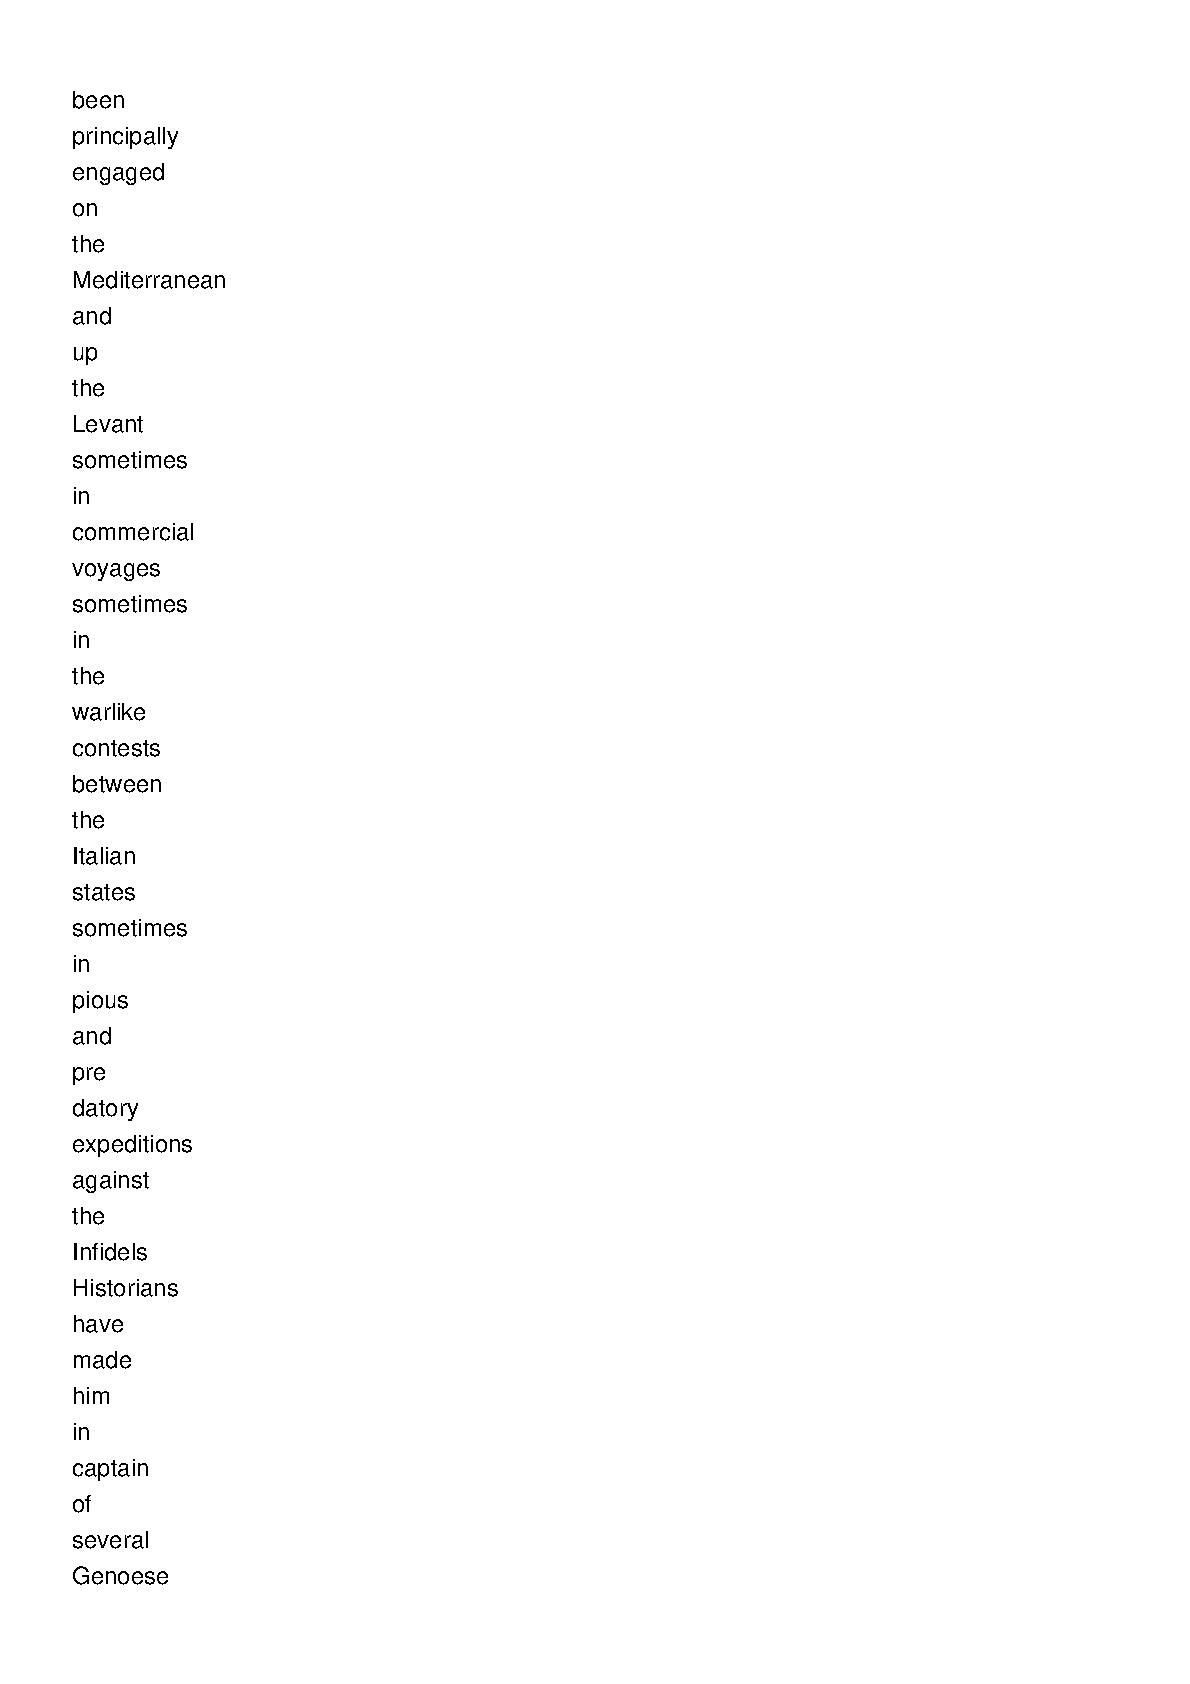 been
principally
engaged
on
the
Mediterranean
and
up
the
Levant
sometimes
in
commercial
voyages
sometimes
in
the
warlike
contests
between
the
Italian
states
sometimes
in
pious
and
pre
datory
expeditions
against
the
Infidels
Historians
have
made
him
in
captain
of
several
Genoese